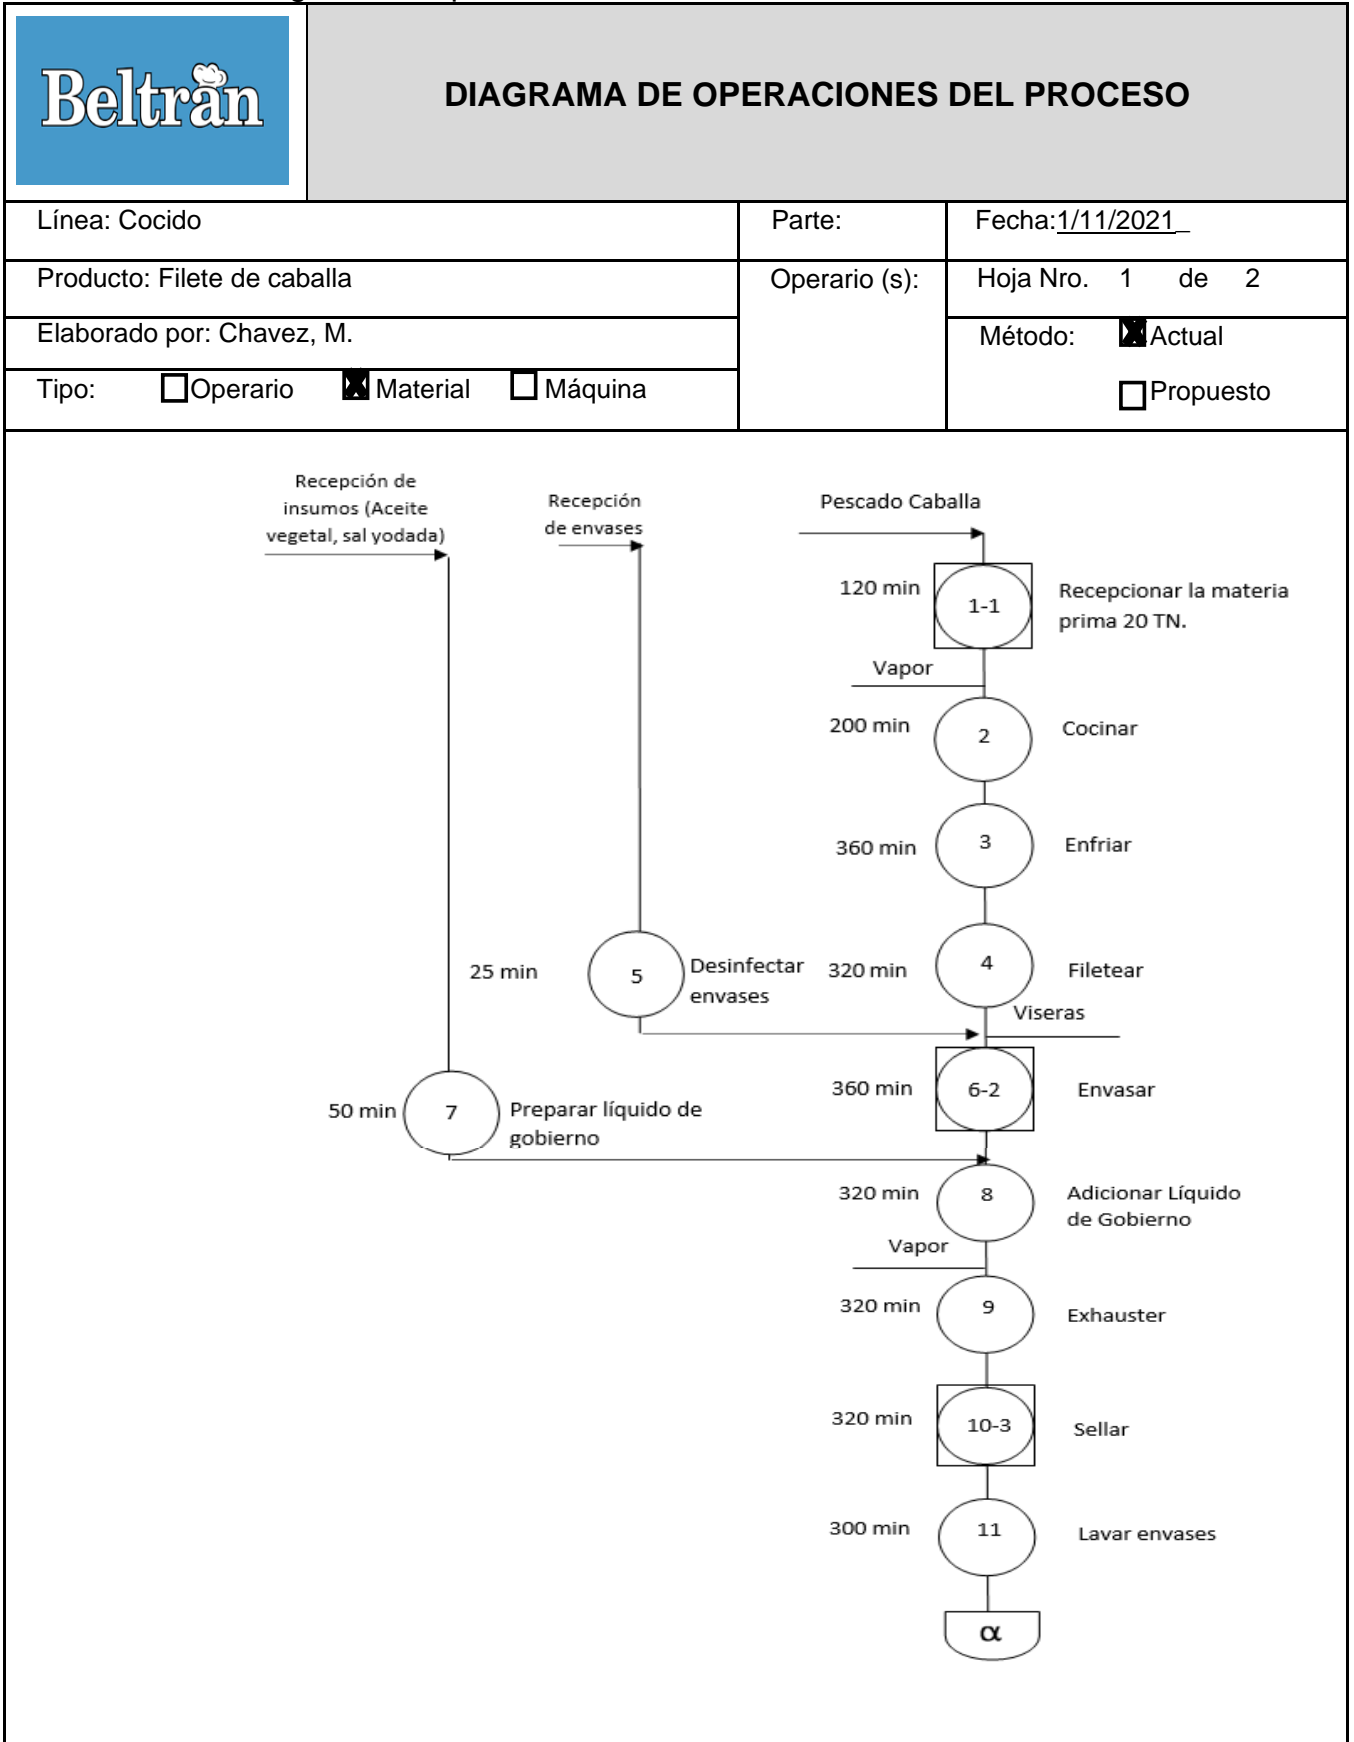 Beltrán
DIAGRAMA DE OPERACIONES DEL PROCESO
Línea: Cocido
Parte:
Fecha:1/11/2021_
Producto: Filete de caballa
Operario (s):
Hoja Nro. 1 de 2
Elaborado por: Chavez, M.
Método: Actual
Propuesto
Tipo: Operario Material Máquina
Recepción de
insumos (Aceite
vegetal, sal yodada)
Recepción
de envases
Pescado Caballa
120 min
1-1
Recepcionar la materia
prima 20 TN.
Vapor
200 min
2
Cocinar
360 min
3
Enfriar
25 min
5
Desinfectar
envases
320 min
4
Filetear
Viseras
360 min
6-2
Envasar
50 min
7
Preparar líquido de
gobierno
320 min
8
Adicionar Líquido
de Gobierno
Vapor
320 min
9
Exhauster
320 min
10-3
Sellar
300 min
11
Lavar envases
α